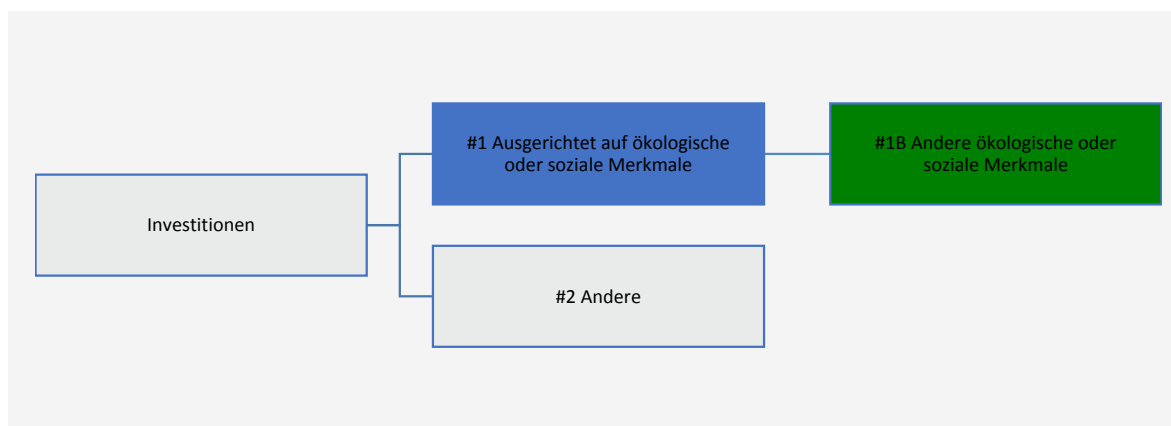 #1 Ausgerichtet auf ökologische
oder soziale Merkmale
#1B Andere ökologische oder
soziale Merkmale
Investitionen
#2 Andere